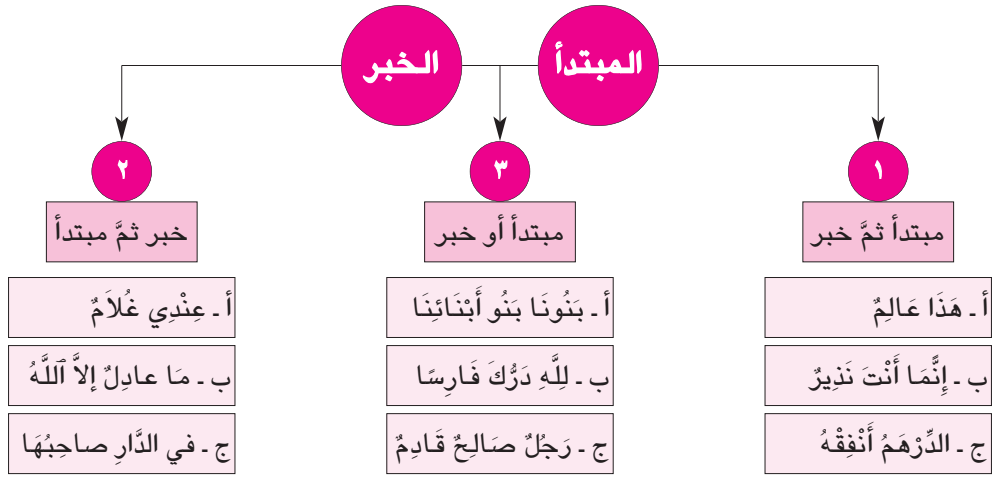 المبتدأ
الخبر
١
مبتدأ ثمَّ خبر
أ ـ هَذَا عَالِمٌ
ب ـ إِنَّمَا أَنْتَ نَذِيرٌ
ج ـ الدِّرْهَمُ أَنْفِقْهُ
٣
مبتدأ أو خبر
أ ـ بَنُونَا بَنُو أَبْنَائِنَا
ب ـ لِلَّهِ دَرُّكَ فَارِسًا
ج ـ رَجُلٌ صَالِحٌ قَادِمٌ
٢
خبر ثمَّ مبتدأ
أ ـ عِنْدِي غُلاَمٌ
ب ـ مَا عادِلٌ إلاَّ ٱللَّهُ
ج ـ في الدَّارِ صاحِبُهَا